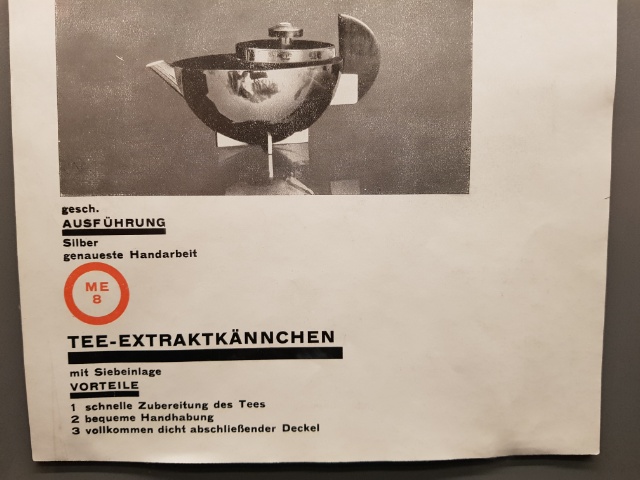 gesch.
AUSFÜHRUNG
Silber
genaueste Handarbeit
ME
8
TEE-EXTRAKTKÄNNCHEN
mit Siebeinlage
VORTEILE
1 schnelle Zubereitung des Tees
2 bequeme Handhabung
3 vollkommen dicht abschließender Deckel